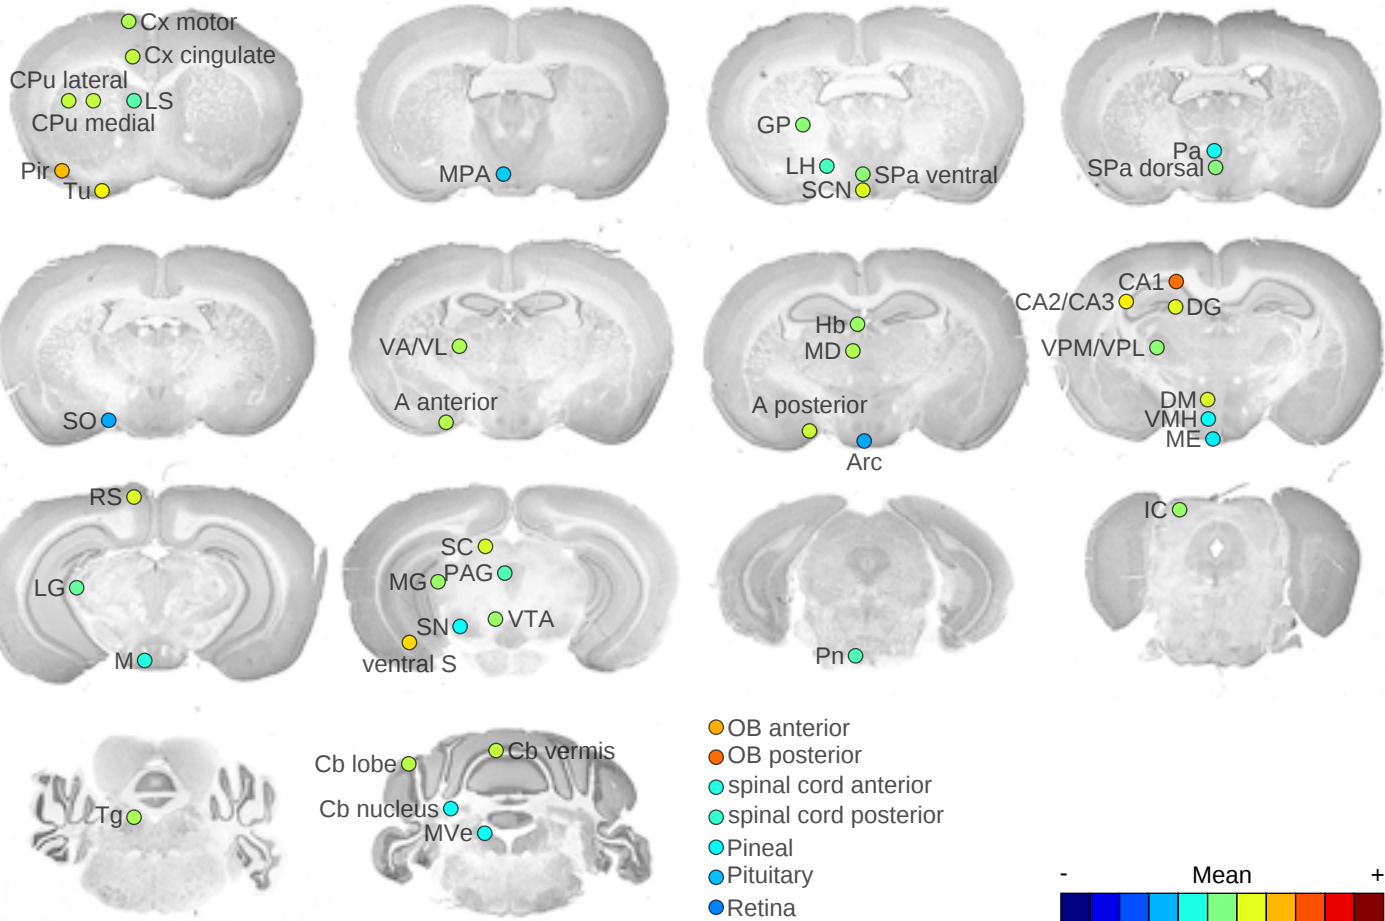 Cx motor
Cx cingulate
CPu lateral
LS
CPu medial
Pir
Tu
MPA
GP
LH
SPa ventral
SCN
Pa
SPa dorsal
SO
VA/VL
A anterior
Hb
MD
A posterior
Arc
CA1
CA2/CA3
DG
VPM/VPL
DM
VMH
ME
RS
LG
M
SC
PAG
MG
VTA
SN
ventral S
Pn
IC
Tg
Cb vermis
Cb lobe
Cb nucleus
MVe
OB anterior
OB posterior
spinal cord anterior
spinal cord posterior
Pineal
Pituitary
Retina
- Mean +